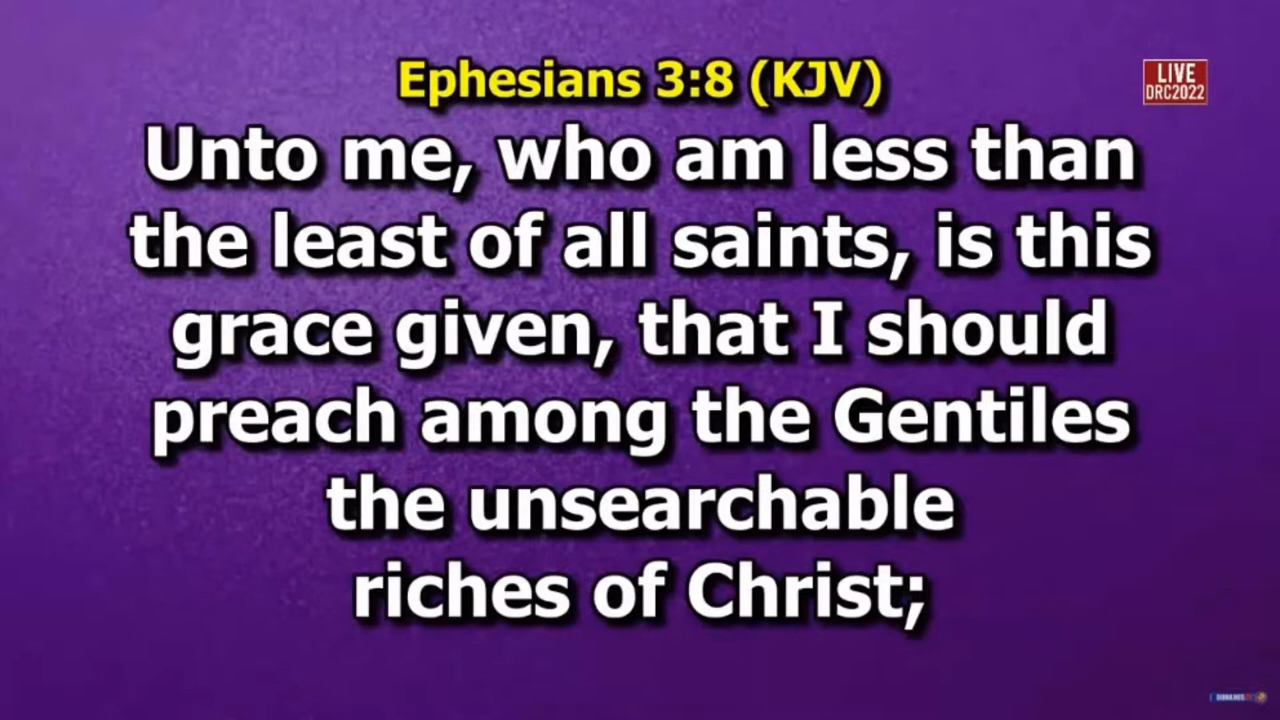 Ephesians 3:8 (KJV)
LIVE
DRC2022
Unto me, who am less than
the least of all saints, is this
grace given, that I should
preach among the Gentiles
the unsearchable
riches of Christ;